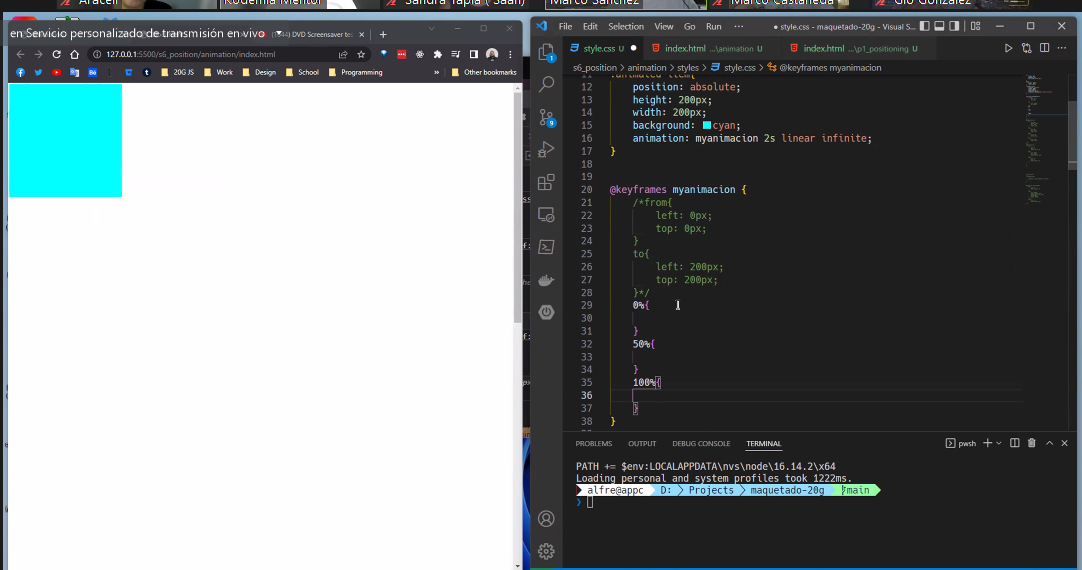 Araceli
Kodemia Mentor
Sandra Tapia ( Saan)
Marco Sánchez
Marco Castañeda
Gio González
en Servicio personalizado de transmisión en vivo
(144) DVD Screensaver te
127.0.0.1:5500/s6_position/animation/index.html
20G JS
Work
Design
School
Programming
Other bookmarks
File Edit Selection View Go Run
style.css - maquetado-20g - Visual S...
style.css U
index.html ...\animation U
index.html ...\p1_positioning U
s6_position > animation > styles > style.css > @keyframes myanimacion
12 position: absolute;
13 height: 200px;
14 width: 200px;
15 background: cyan;
16 animation: myanimacion 2s linear infinite;
17 }
18
19
20 @keyframes myanimacion {
21 /*from{
22 left: 0px;
23 top: 0px;
24 }
25 to{
26 left: 200px;
27 top: 200px;
28 }*/
29 0%{
30
31 }
32 50%{
33
34 }
35 100%{
36
37 }
38 }
PROBLEMS OUTPUT DEBUG CONSOLE TERMINAL
pwsh
PATH += $env:LOCALAPPDATA\nvs\node\16.14.2\x64
Loading personal and system profiles took 1222ms.
alfre@appc D: Projects maquetado-20g main